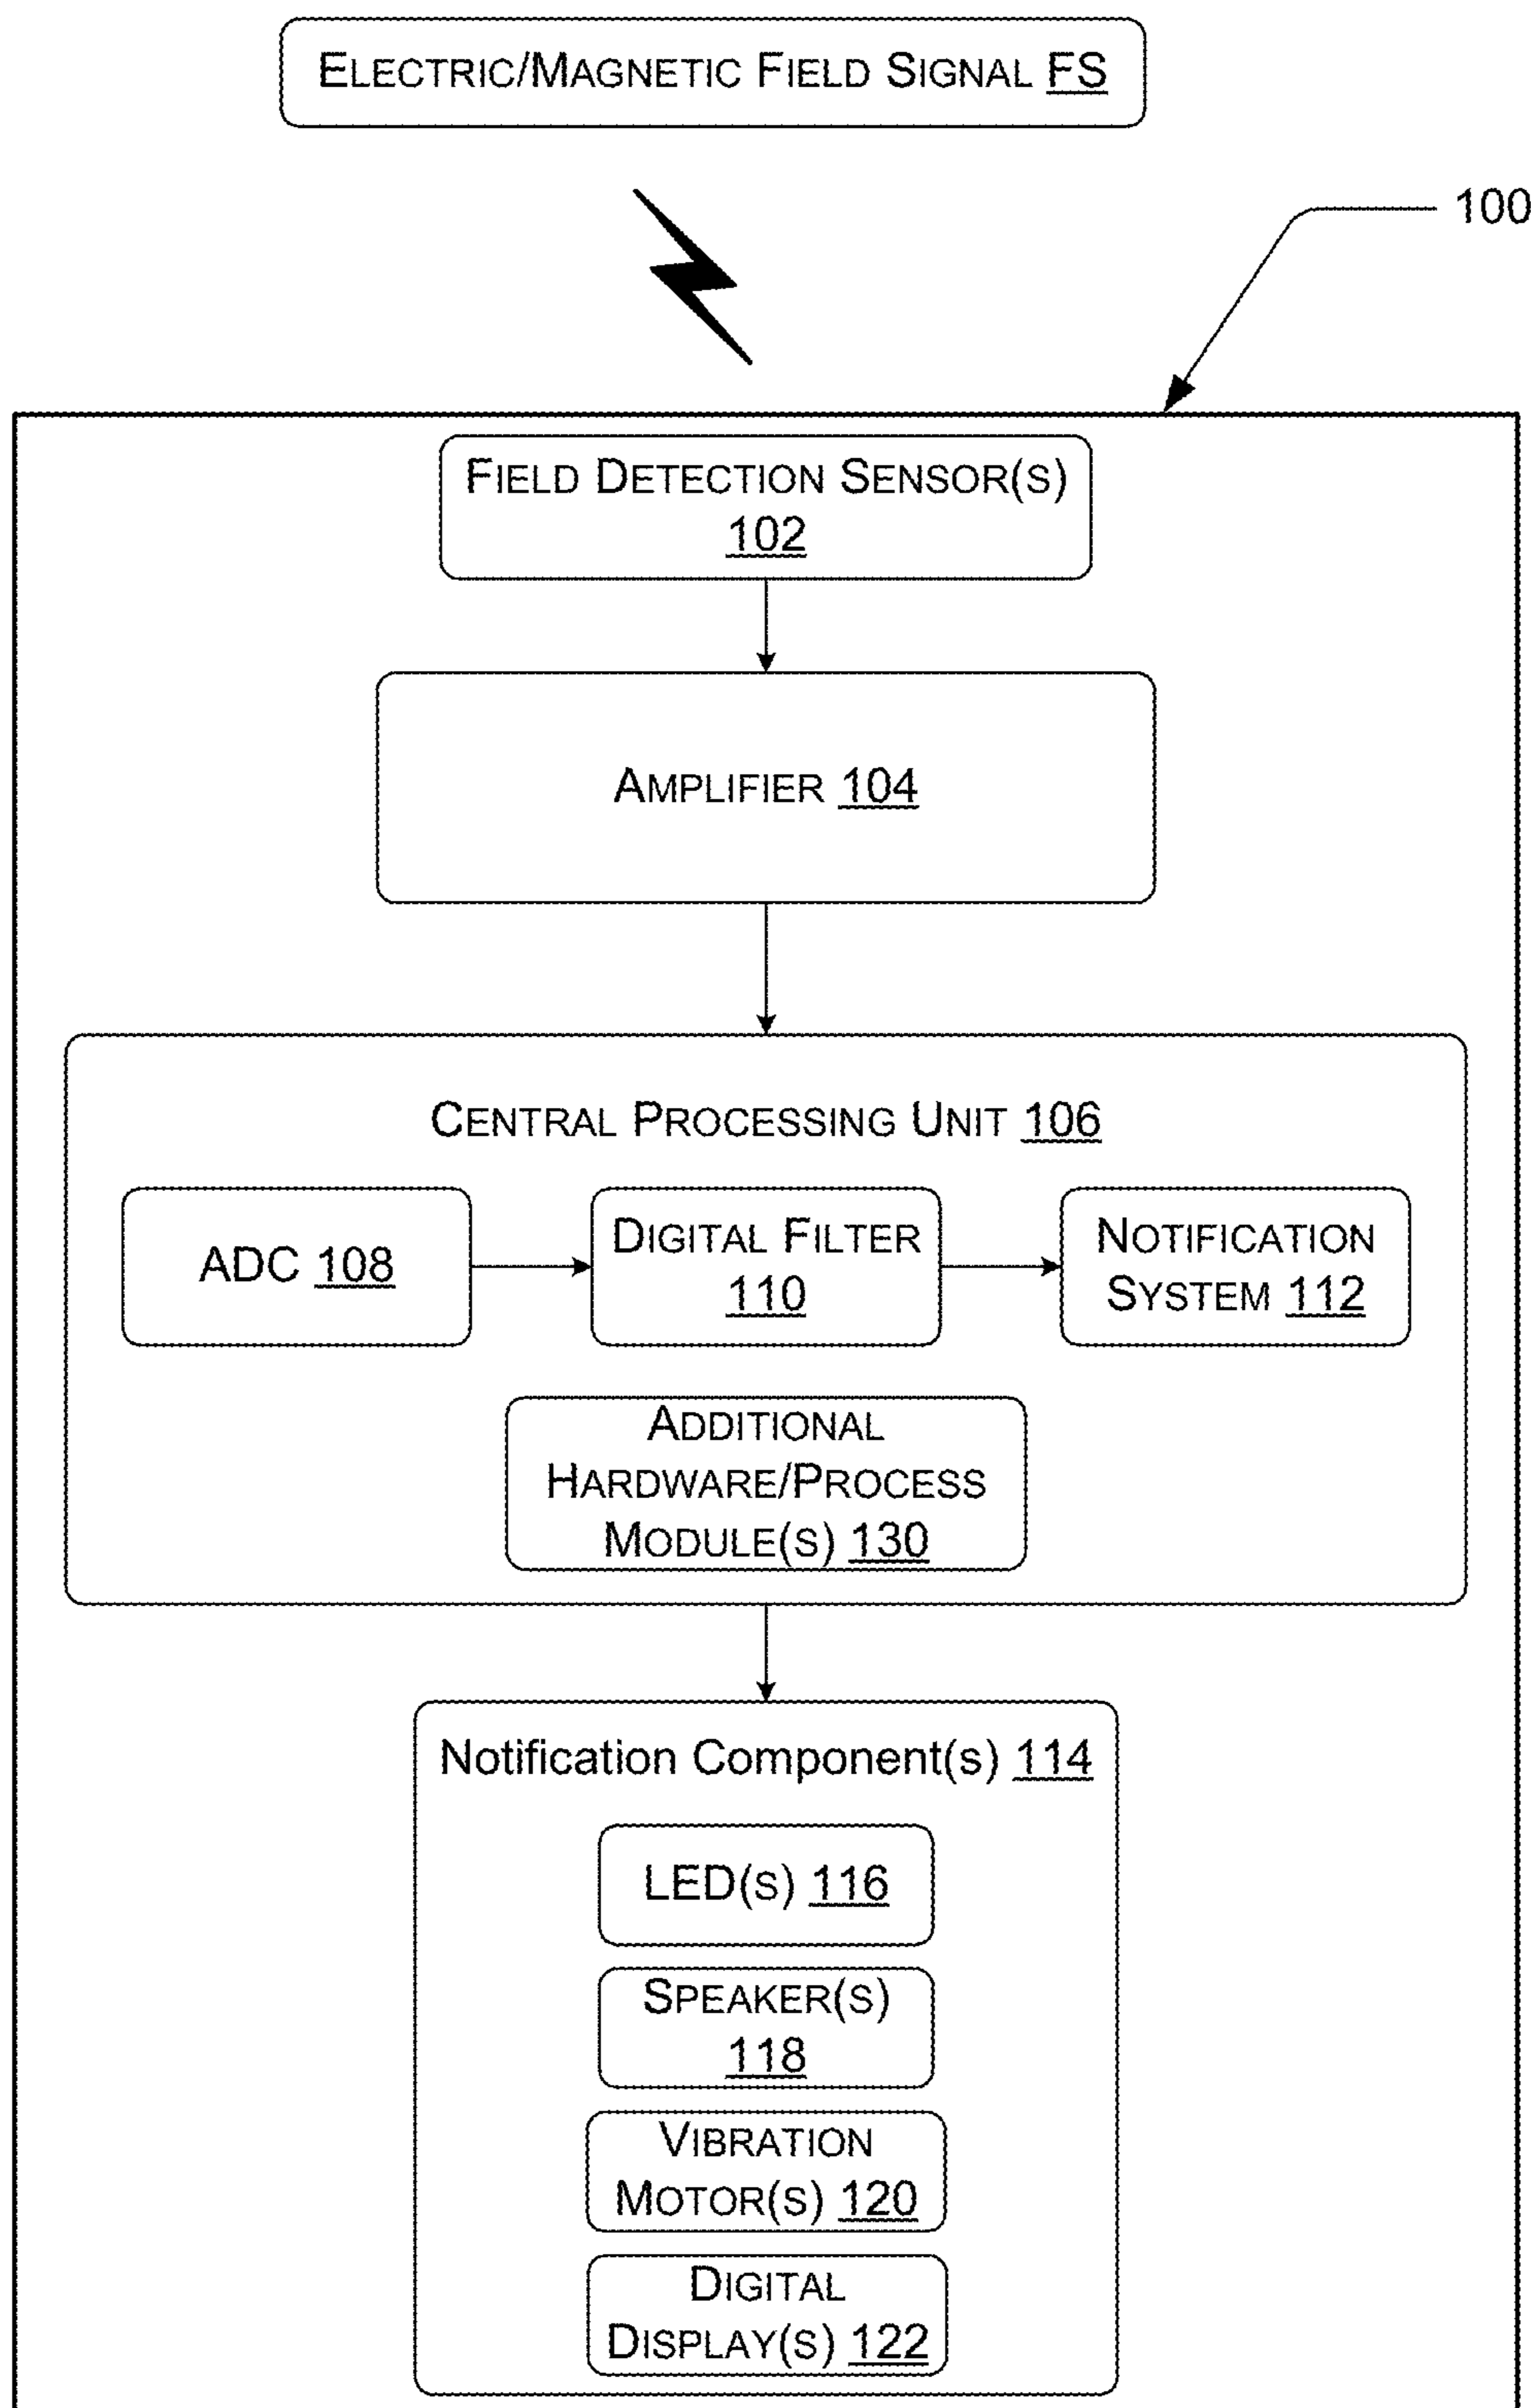 ELECTRIC/MAGNETIC FIELD SIGNAL FS
100
FIELD DETECTION SENSOR(S)
102
AMPLIFIER 104
CENTRAL PROCESSING UNIT 106
ADC 108
DIGITAL FILTER
110
NOTIFICATION
SYSTEM 112
ADDITIONAL
HARDWARE/PROCESS
MODULE(S) 130
Notification Component(s) 114
LED(S) 116
SPEAKER(S)
118
VIBRATION
MOTOR(S) 120
DIGITAL
DISPLAY(S) 122